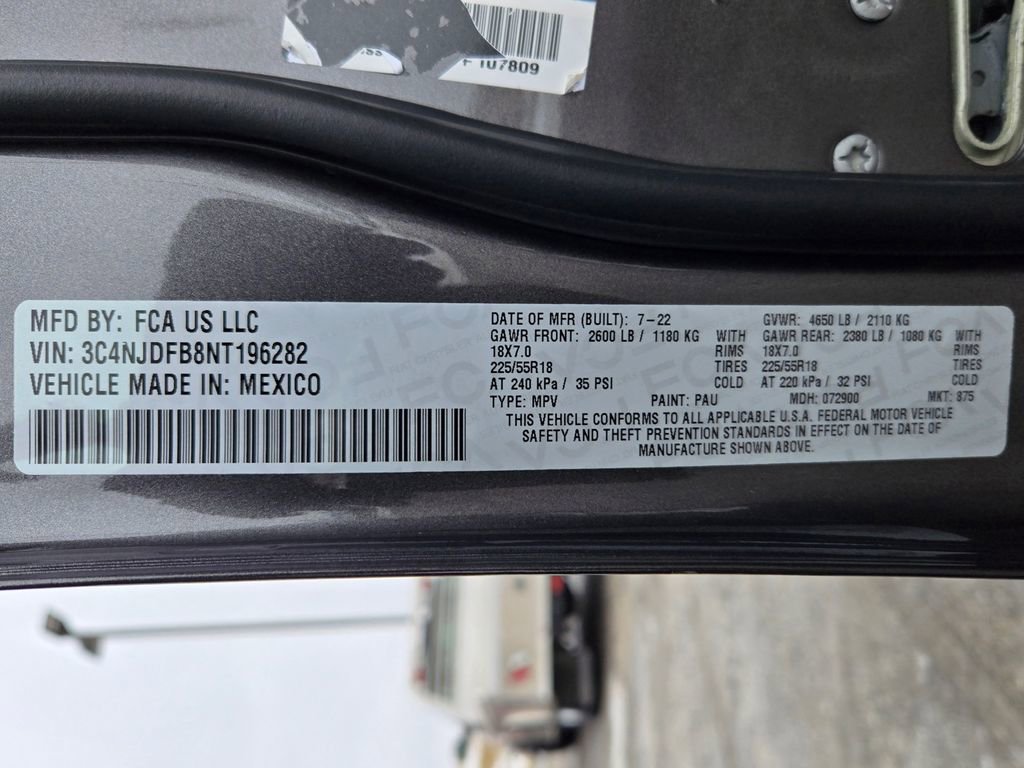 107809
MFD BY: FCA US LLC
VIN: 3C4NJDFB8NT196282
VEHICLE MADE IN: MEXICO
DATE OF MFR (BUILT): 7-22 GVWR: 4650 LB / 2110 KG
GAWR FRONT: 2600 LB / 1180 KG WITH GAWR REAR: 2380 LB / 1080 KG WITH
18X7.0 RIMS 18X7.0 RIMS
225/55R18 TIRES 225/55R18 TIRES
AT 240 kPa / 35 PSI COLD AT 220 kPa / 32 PSI COLD
TYPE: MPV PAINT: PAU MDH: 072900 MKT: 875
THIS VEHICLE CONFORMS TO ALL APPLICABLE U.S.A. FEDERAL MOTOR VEHICLE
SAFETY AND THEFT PREVENTION STANDARDS IN EFFECT ON THE DATE OF
MANUFACTURE SHOWN ABOVE.